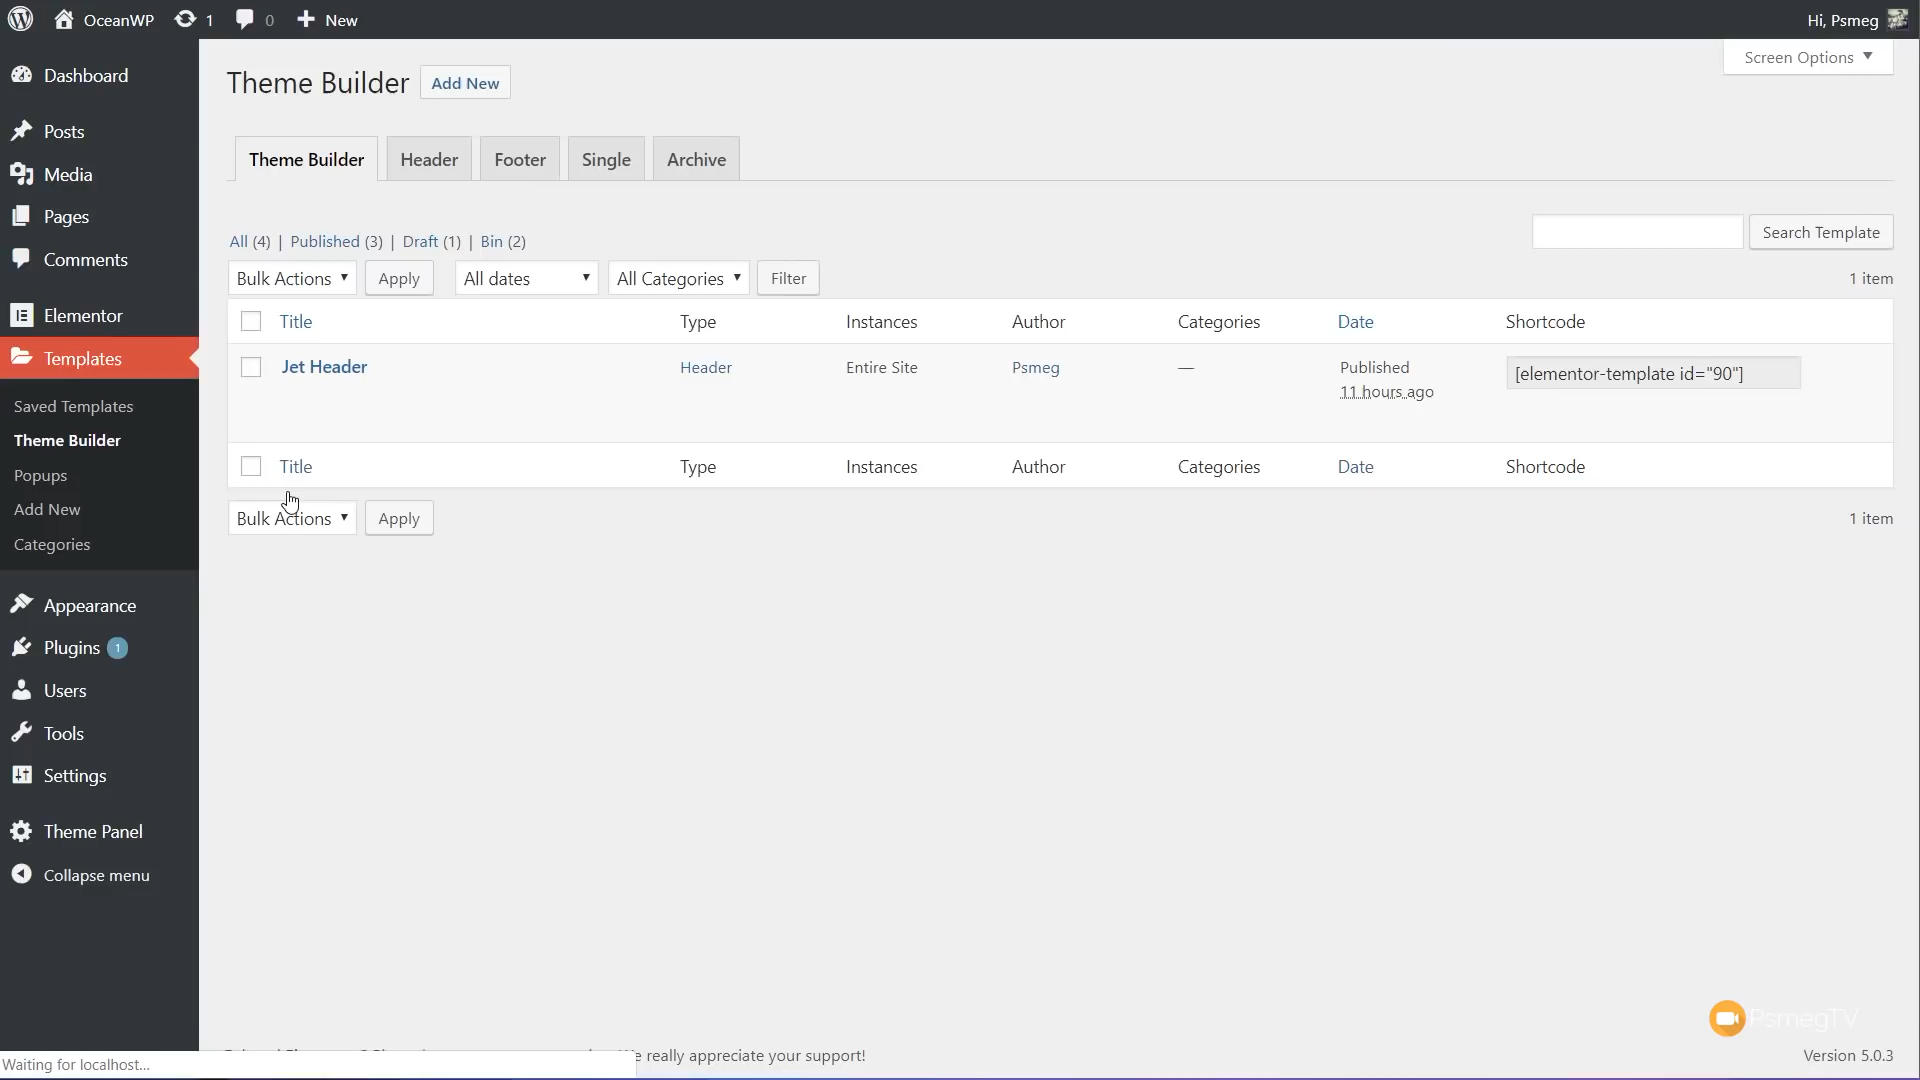 OceanWP 1 0 New Hi, Psmeg
Screen Options
Dashboard
Posts
Media
Pages
Comments
Elementor
Templates
Saved Templates
Theme Builder
Popups
Add New
Categories
Appearance
Plugins 1
Users
Tools
Settings
Theme Panel
Collapse menu
Theme Builder Add New
Theme Builder Header Footer Single Archive
All (4) | Published (3) | Draft (1) | Bin (2)
Search Template
Bulk Actions Apply All dates All Categories Filter 1 item
Title Type Instances Author Categories Date Shortcode
Jet Header Header Entire Site Psmeg — Published [elementor-template id="90"]
11 hours ago
Title Type Instances Author Categories Date Shortcode
Bulk Actions Apply 1 item
PsmegTV
really appreciate your support! Version 5.0.3
Waiting for localhost...